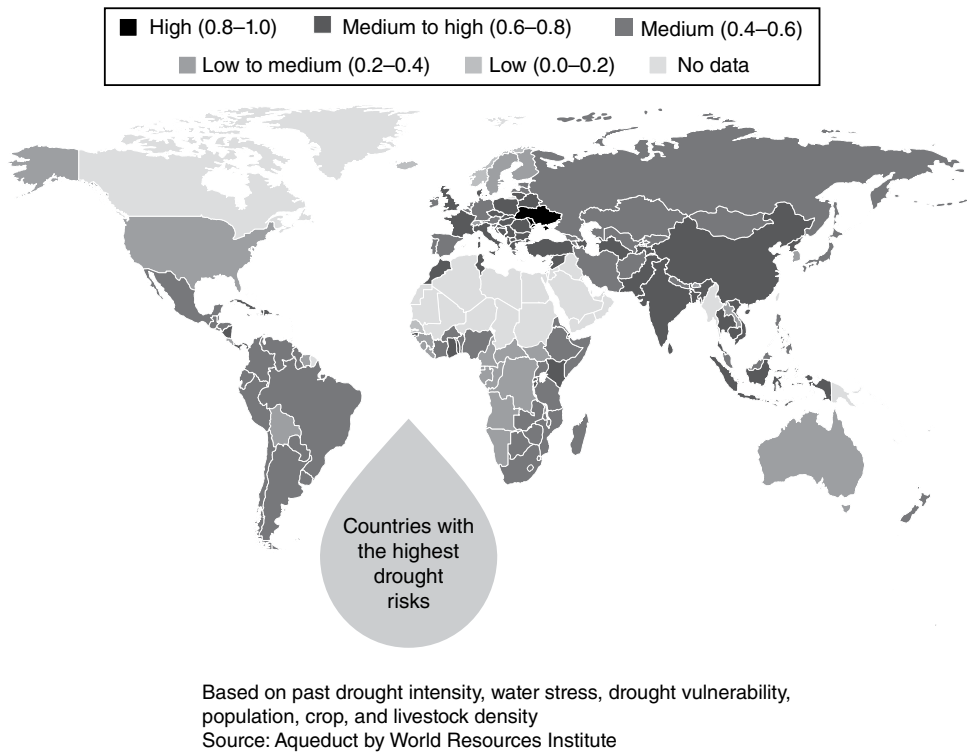 High (0.8–1.0) Medium to high (0.6–0.8) Medium (0.4–0.6)
Low to medium (0.2–0.4) Low (0.0–0.2) No data
Countries with
the highest
drought
risks
Based on past drought intensity, water stress, drought vulnerability,
population, crop, and livestock density
Source: Aqueduct by World Resources Institute